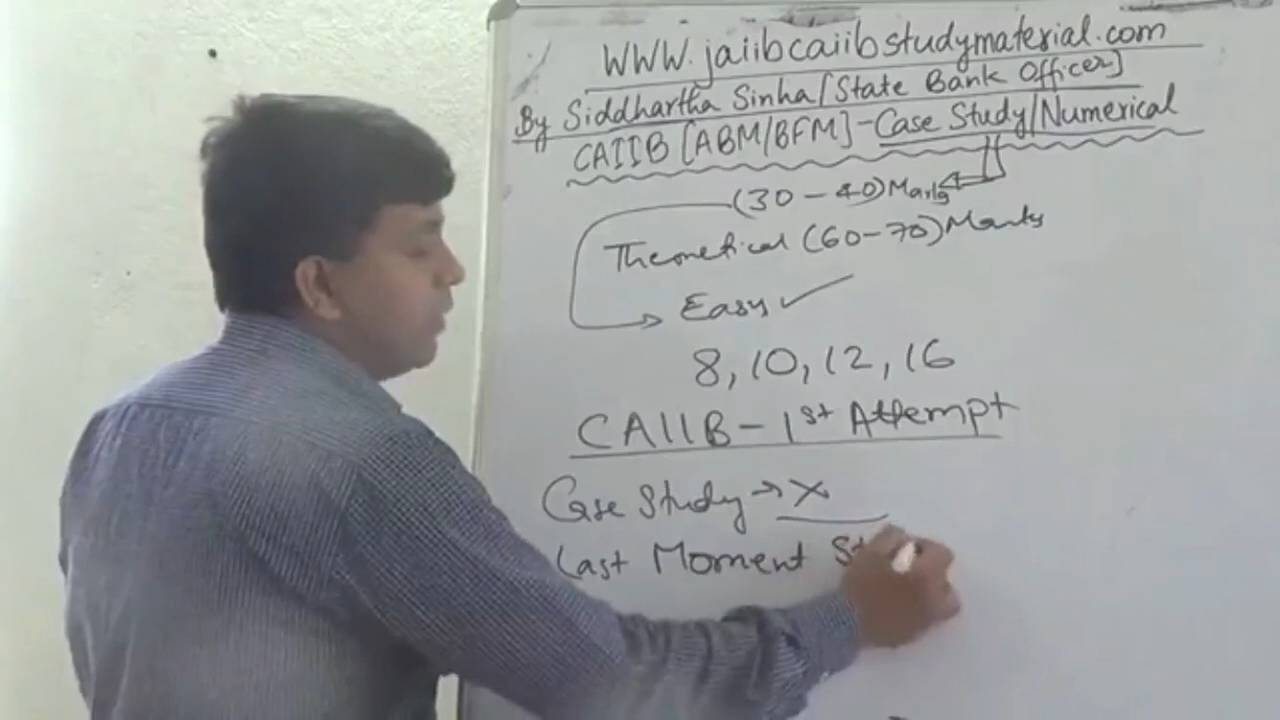 WWW.jaiibcaiibstudymaterial.com
By Siddhartha Sinha [State Bank Officer]
CAIIB [ABM/BFM] - Case Study/Numerical
(30 - 40) Marks
Theoretical (60-70) Marks
Easy ✓
8, 10, 12, 16
CAIIB - 1st Attempt
Case Study → X
Last Moment St